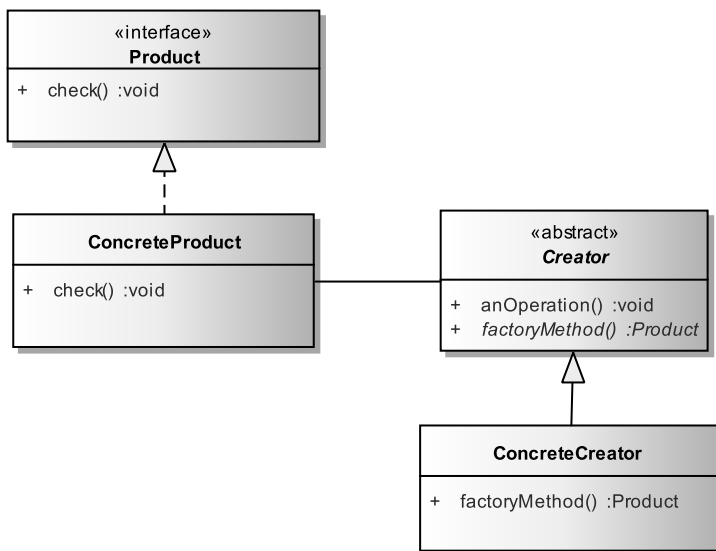 «interface»
Product
+ check() :void
ConcreteProduct
+ check() :void
«abstract»
Creator
+ anOperation() :void
+ factoryMethod() :Product
ConcreteCreator
+ factoryMethod() :Product